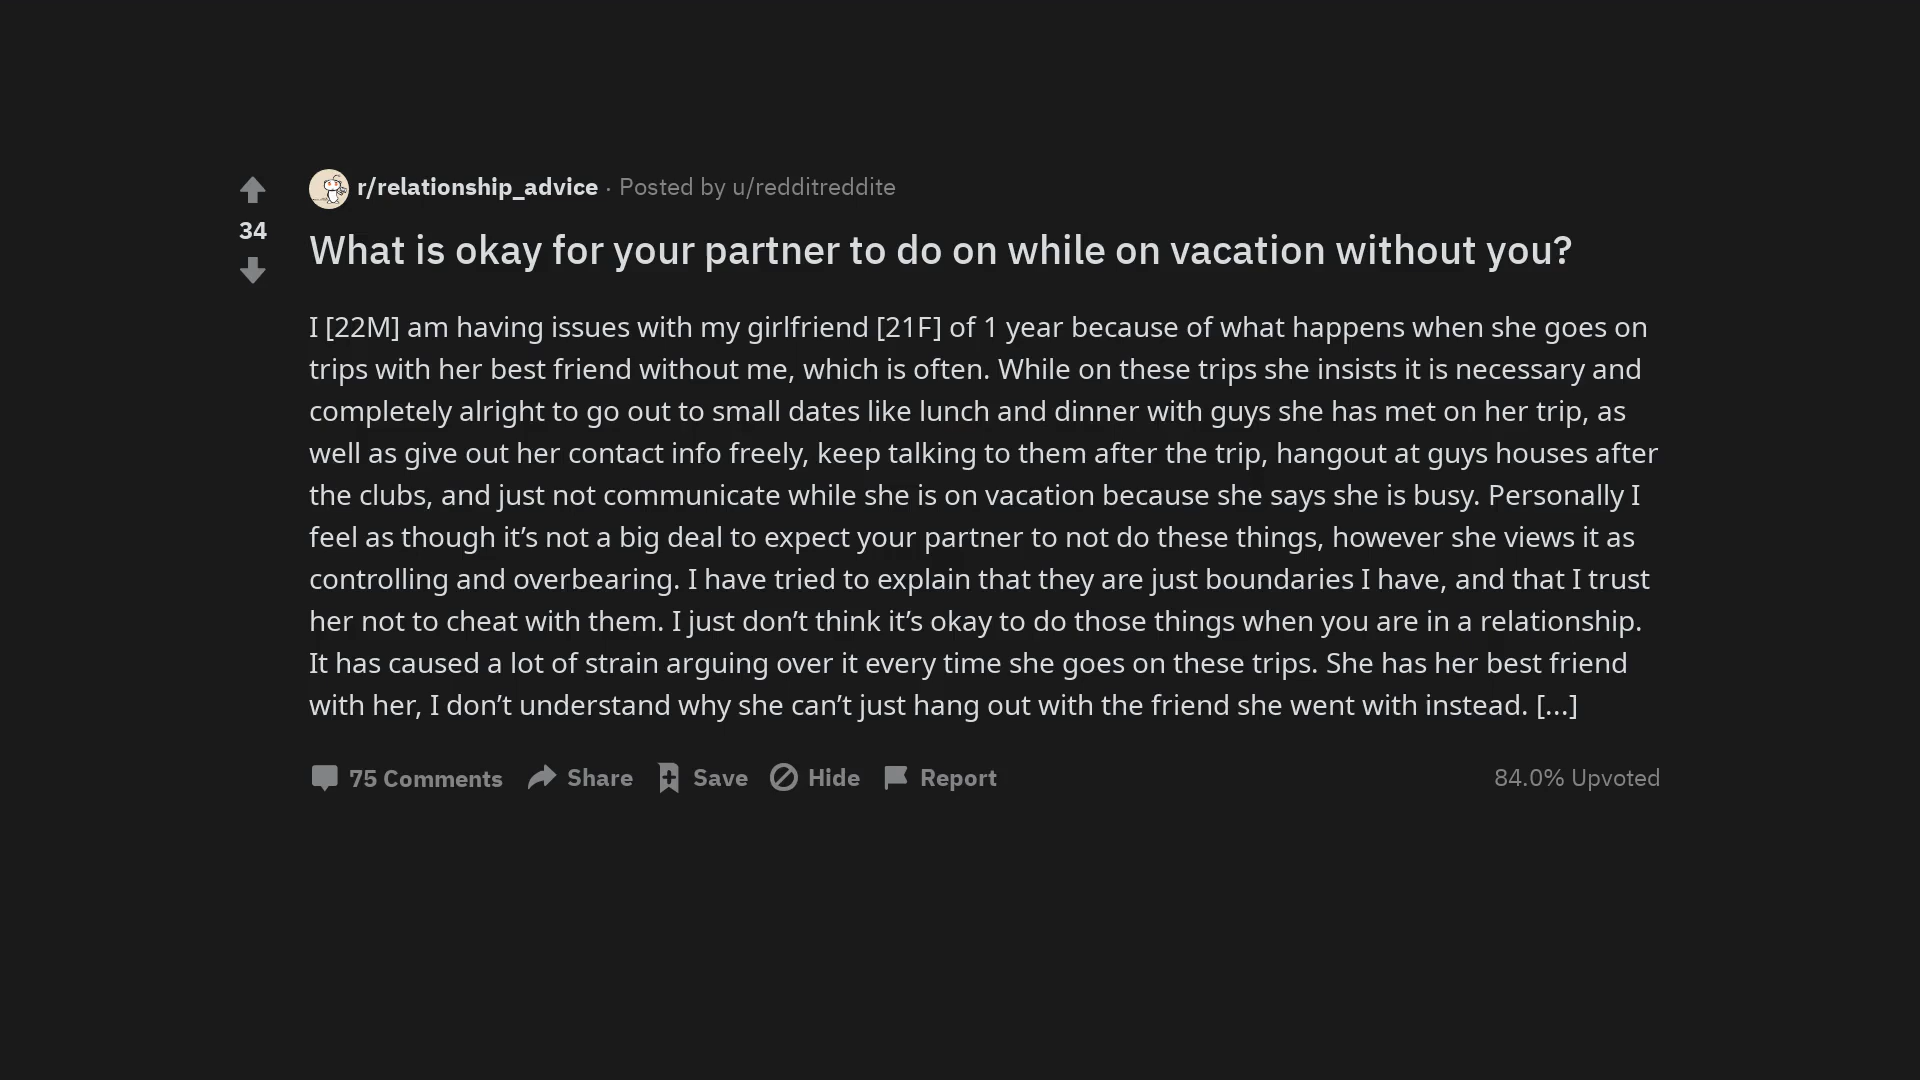 r/relationship_advice · Posted by u/redditreddite
34
What is okay for your partner to do on while on vacation without you?
I [22M] am having issues with my girlfriend [21F] of 1 year because of what happens when she goes on
trips with her best friend without me, which is often. While on these trips she insists it is necessary and
completely alright to go out to small dates like lunch and dinner with guys she has met on her trip, as
well as give out her contact info freely, keep talking to them after the trip, hangout at guys houses after
the clubs, and just not communicate while she is on vacation because she says she is busy. Personally I
feel as though it’s not a big deal to expect your partner to not do these things, however she views it as
controlling and overbearing. I have tried to explain that they are just boundaries I have, and that I trust
her not to cheat with them. I just don’t think it’s okay to do those things when you are in a relationship.
It has caused a lot of strain arguing over it every time she goes on these trips. She has her best friend
with her, I don’t understand why she can’t just hang out with the friend she went with instead. [...]
75 Comments Share Save Hide Report 84.0% Upvoted